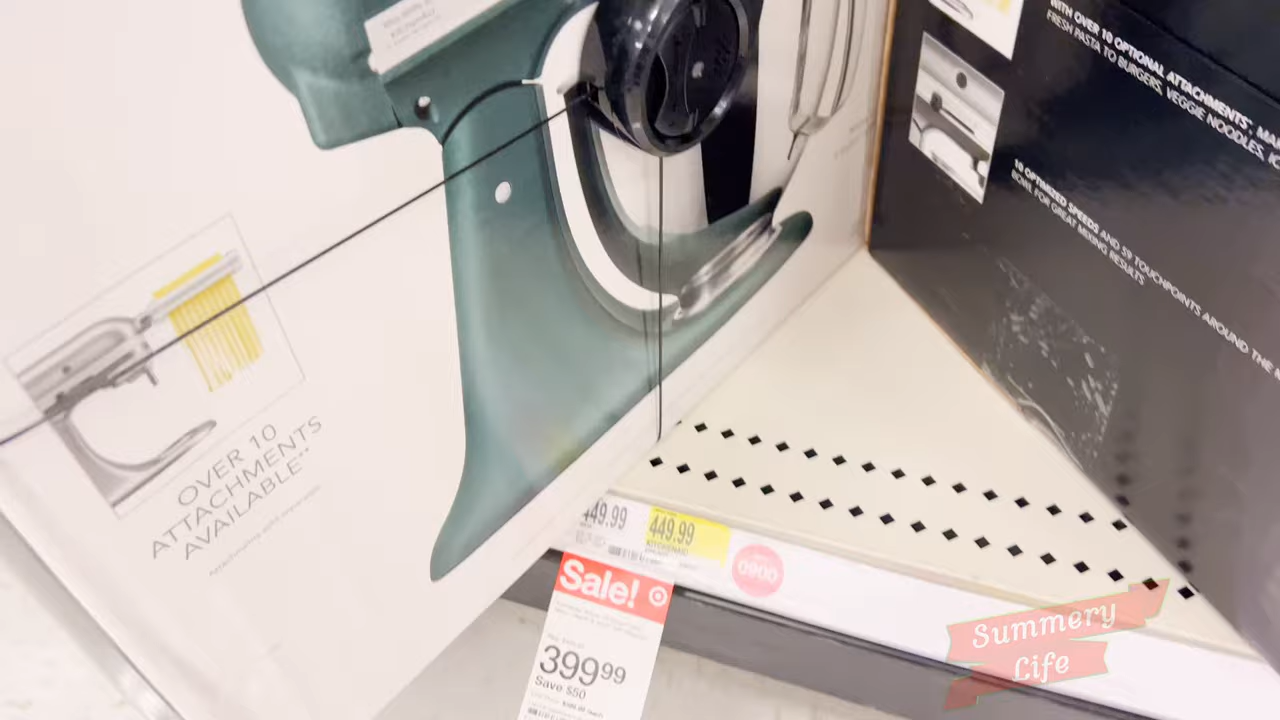 WITH OVER 10 OPTIONAL ATTACHMENTS*, MA
FRESH PASTA TO BURGERS, VEGGIE NOODLES, IC
10 OPTIMIZED SPEEDS AND 59 TOUCHPOINTS AROUND THE
BOWL FOR GREAT MIXING RESULTS
OVER 10
ATTACHMENTS
AVAILABLE**
449.99
449.99
KITCHENAID
0900
Sale!
399 99
Save $50
Summery
Life